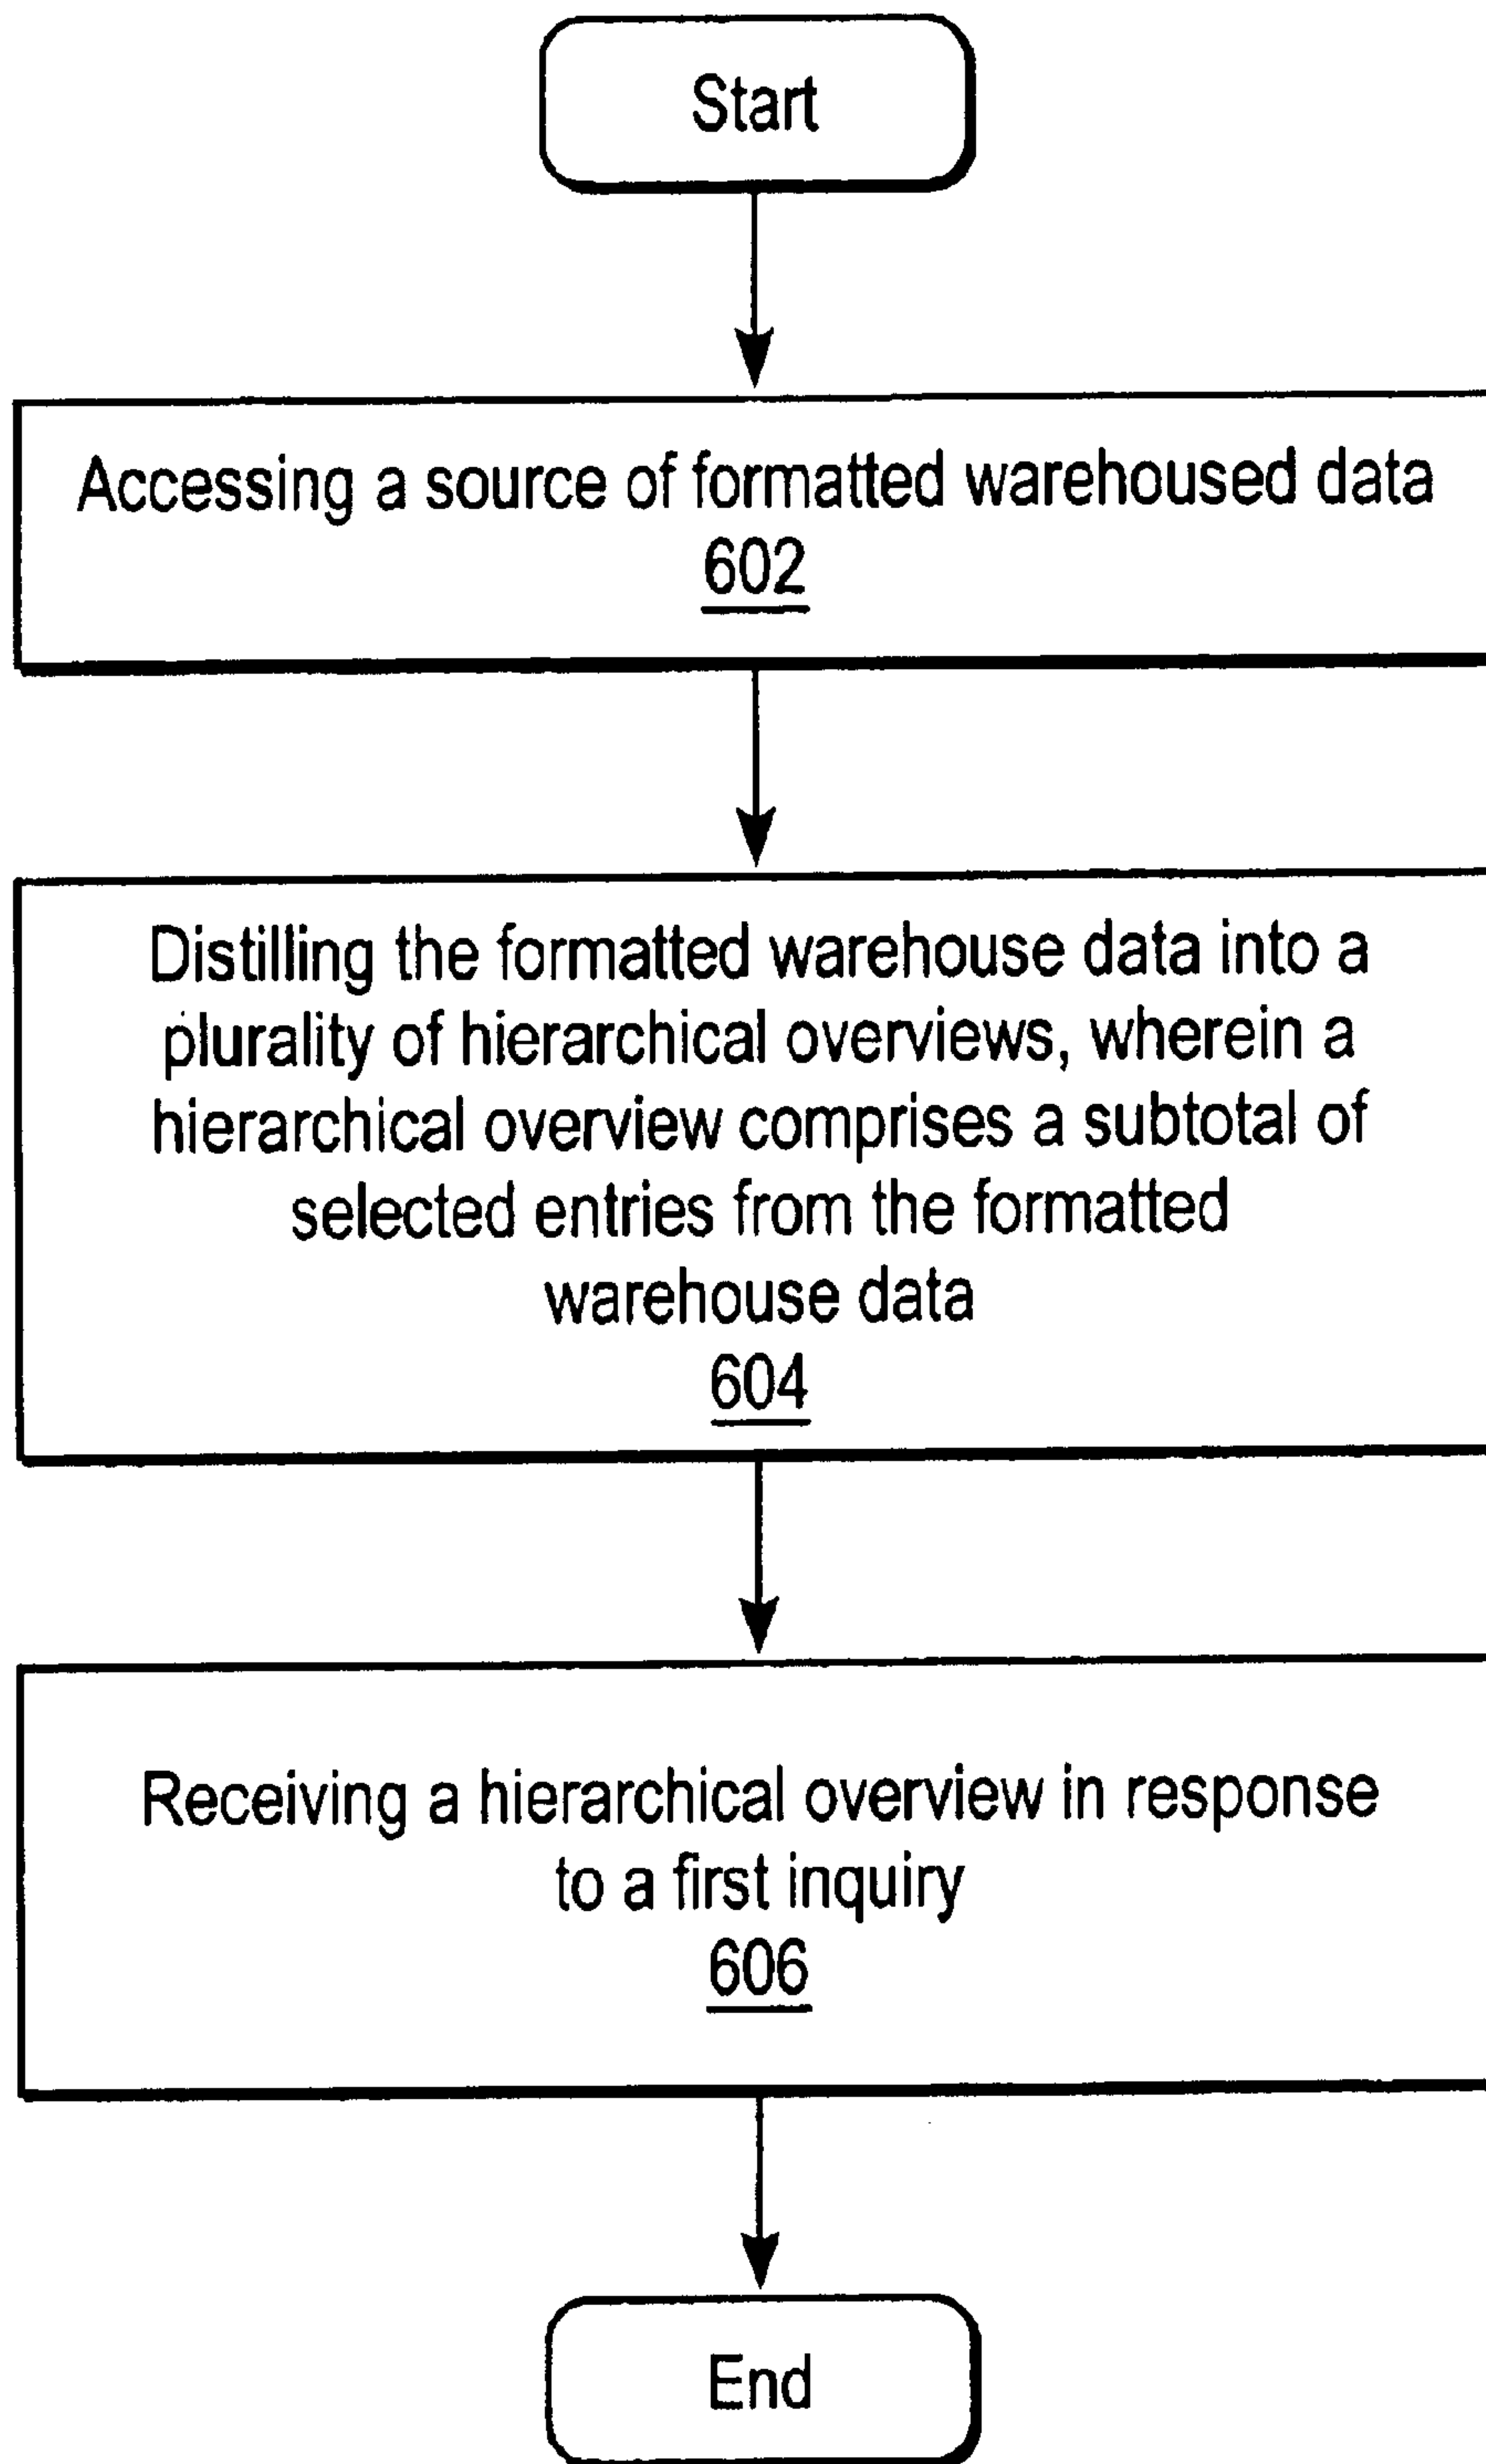 Start
Accessing a source of formatted warehoused data
602
Distilling the formatted warehouse data into a
plurality of hierarchical overviews, wherein a
hierarchical overview comprises a subtotal of
selected entries from the formatted
warehouse data
604
Receiving a hierarchical overview in response
to a first inquiry
606
End